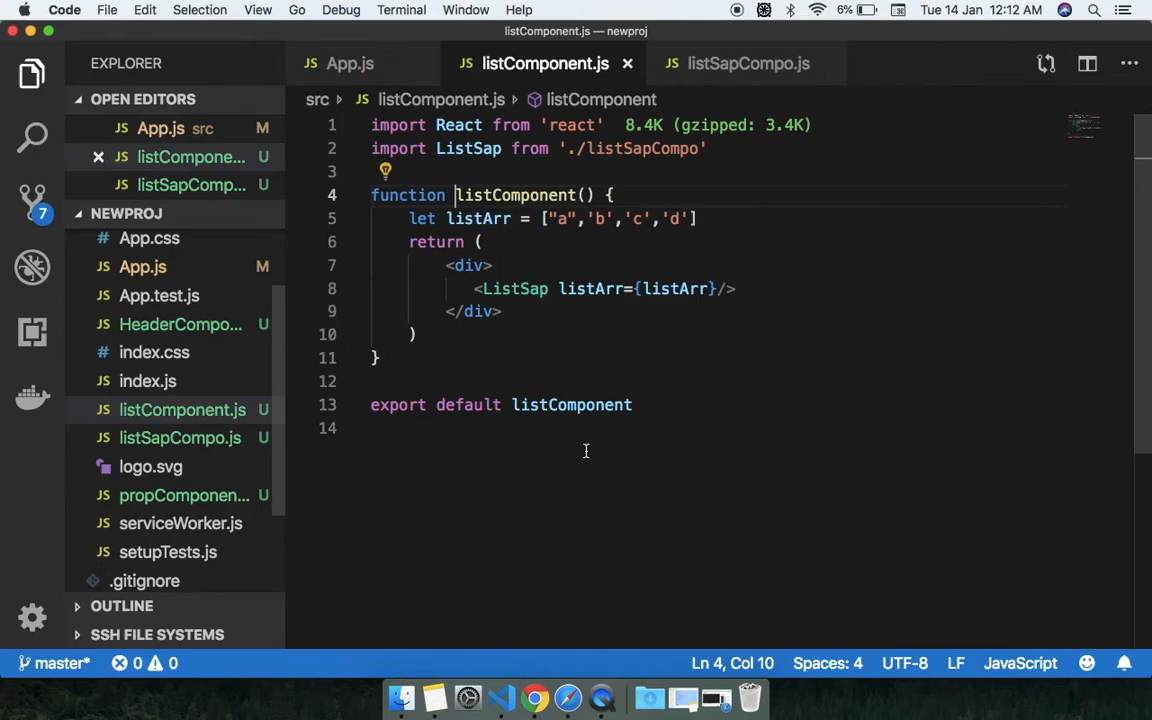 Code File Edit Selection View Go Debug Terminal Window Help 6% Tue 14 Jan 12:12 AM
listComponent.js — newproj
EXPLORER
App.js
listComponent.js
listSapCompo.js
OPEN EDITORS
App.js src M
listCompone... U
listSapComp... U
NEWPROJ
App.css
App.js M
App.test.js
HeaderCompo... U
index.css
index.js
listComponent.js U
listSapCompo.js U
logo.svg
propComponen... U
serviceWorker.js
setupTests.js
.gitignore
OUTLINE
SSH FILE SYSTEMS
7
src listComponent.js listComponent
1 import React from 'react' 8.4K (gzipped: 3.4K)
2 import ListSap from './listSapCompo'
3
4 function listComponent() {
5 let listArr = ["a",'b','c','d']
6 return (
7 <div>
8 <ListSap listArr={listArr}/>
9 </div>
10 )
11 }
12
13 export default listComponent
14
master* 0 0 Ln 4, Col 10 Spaces: 4 UTF-8 LF JavaScript